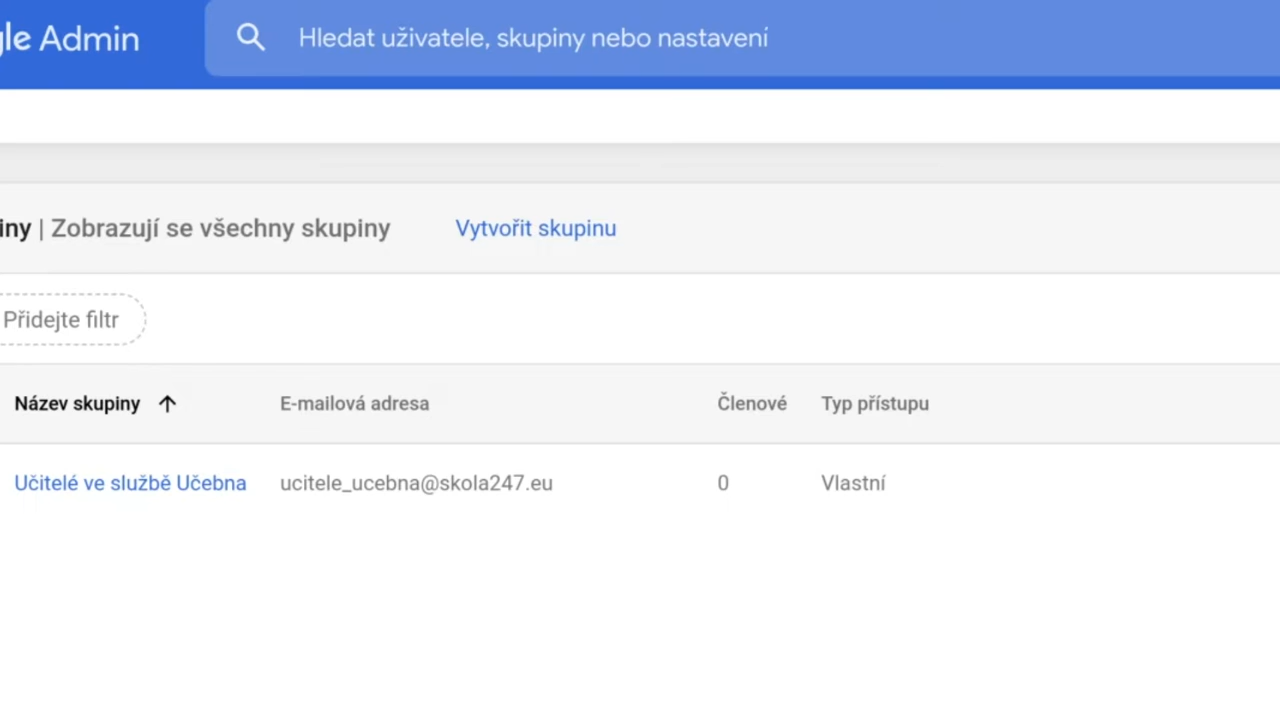 gle Admin
Hledat uživatele, skupiny nebo nastavení
iny | Zobrazují se všechny skupiny
Vytvořit skupinu
Přidejte filtr
Název skupiny E-mailová adresa Členové Typ přístupu
Učitelé ve službě Učebna ucitele_ucebna@skola247.eu 0 Vlastní